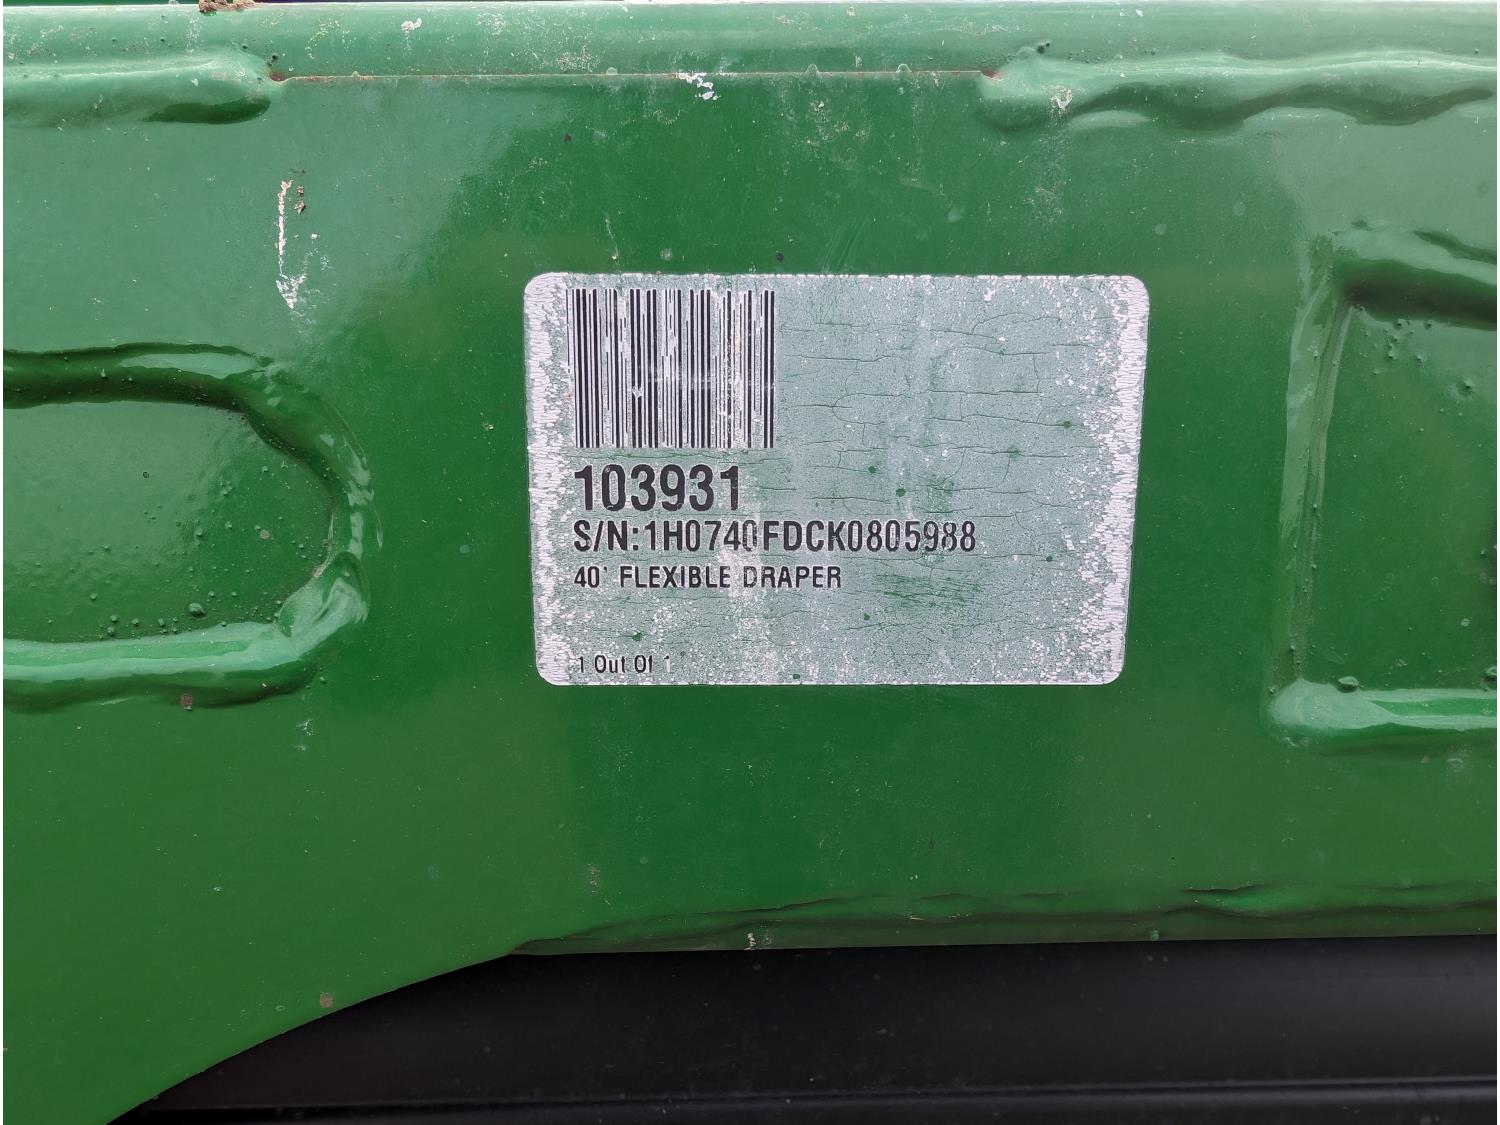 103931
S/N:1H0740FDCK0805988
40' FLEXIBLE DRAPER
1 Out Of 1